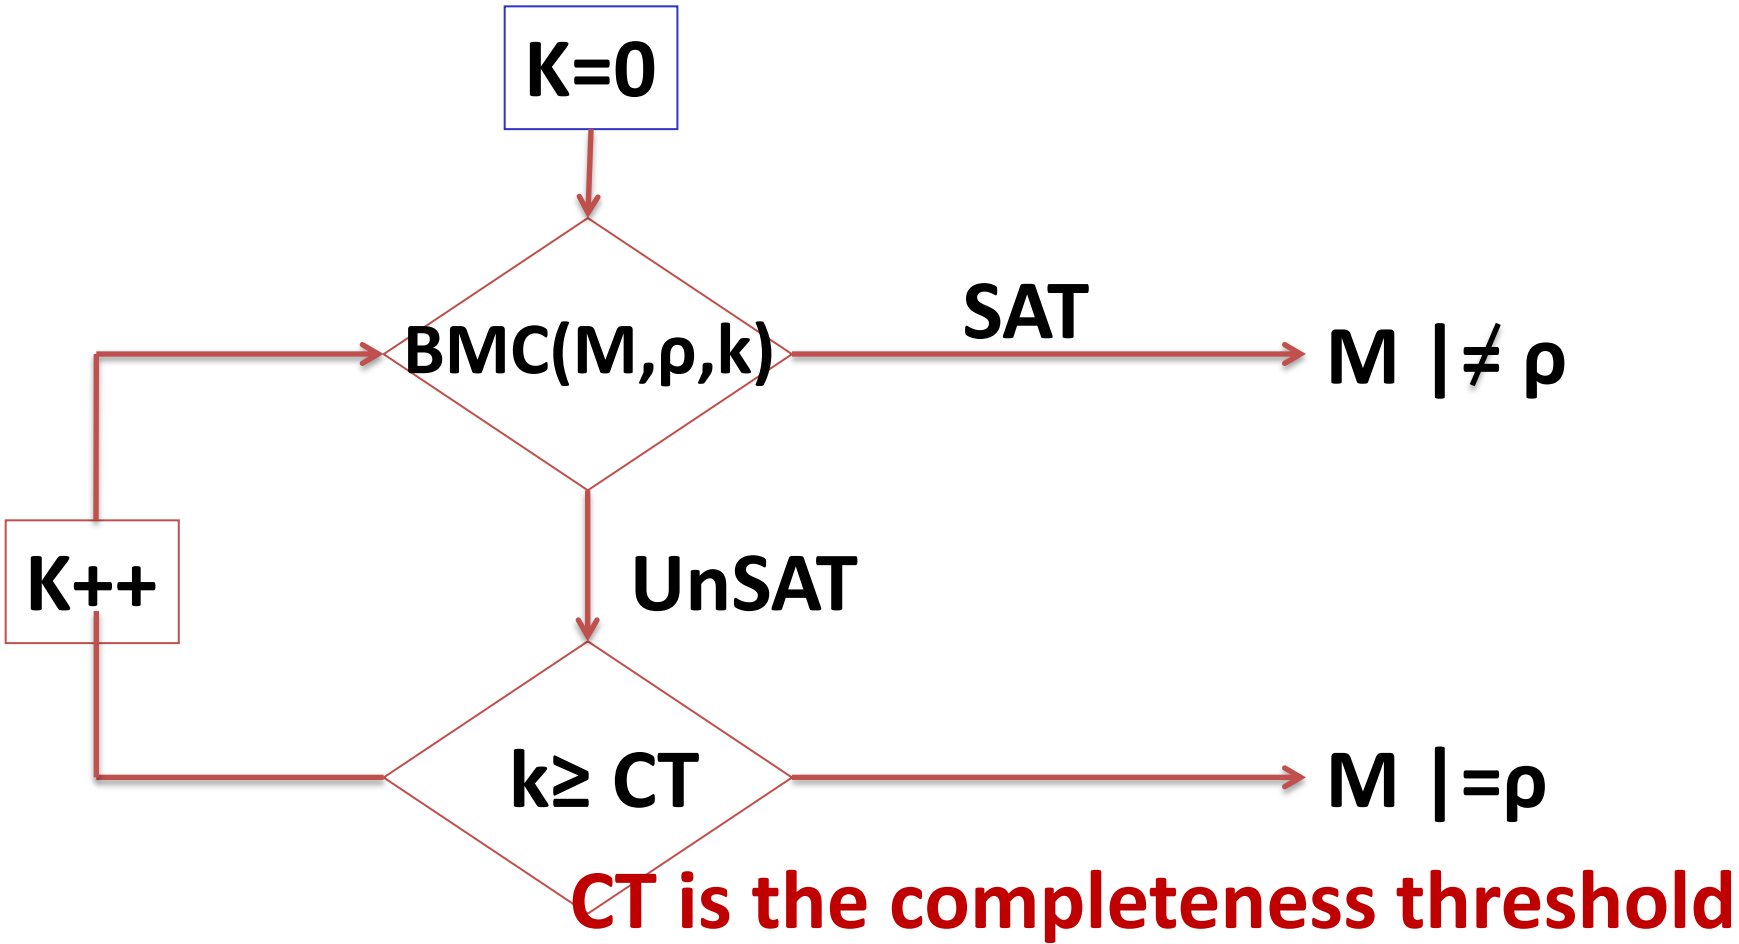 K=0
BMC(M,ρ,k)
SAT
M |≠ ρ
K++
UnSAT
k≥ CT
M |=ρ
CT is the completeness threshold